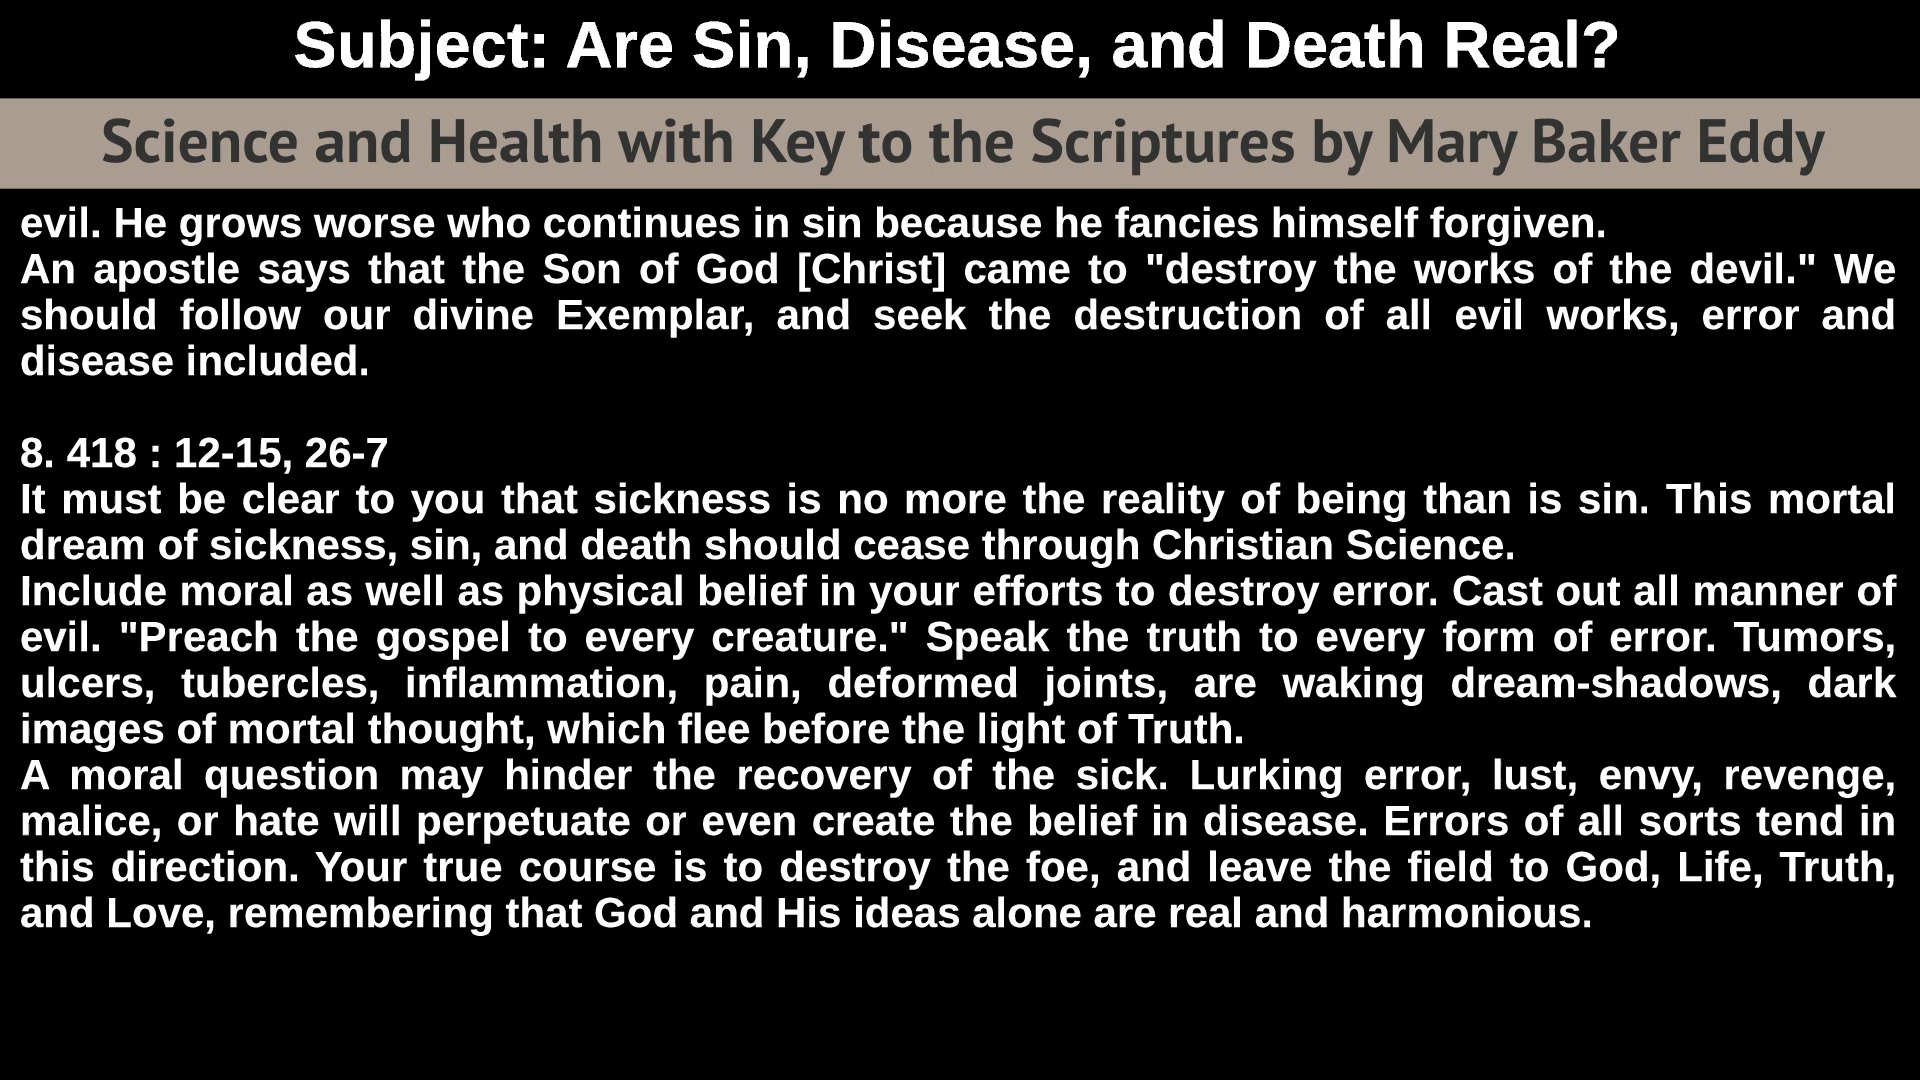 Subject: Are Sin, Disease, and Death Real?
Science and Health with Key to the Scriptures by Mary Baker Eddy
evil. He grows worse who continues in sin because he fancies himself forgiven.
An apostle says that the Son of God [Christ] came to "destroy the works of the devil." We
should follow our divine Exemplar, and seek the destruction of all evil works, error and
disease included.
8. 418 : 12-15, 26-7
It must be clear to you that sickness is no more the reality of being than is sin. This mortal
dream of sickness, sin, and death should cease through Christian Science.
Include moral as well as physical belief in your efforts to destroy error. Cast out all manner of
evil. "Preach the gospel to every creature." Speak the truth to every form of error. Tumors,
ulcers, tubercles, inflammation, pain, deformed joints, are waking dream-shadows, dark
images of mortal thought, which flee before the light of Truth.
A moral question may hinder the recovery of the sick. Lurking error, lust, envy, revenge,
malice, or hate will perpetuate or even create the belief in disease. Errors of all sorts tend in
this direction. Your true course is to destroy the foe, and leave the field to God, Life, Truth,
and Love, remembering that God and His ideas alone are real and harmonious.